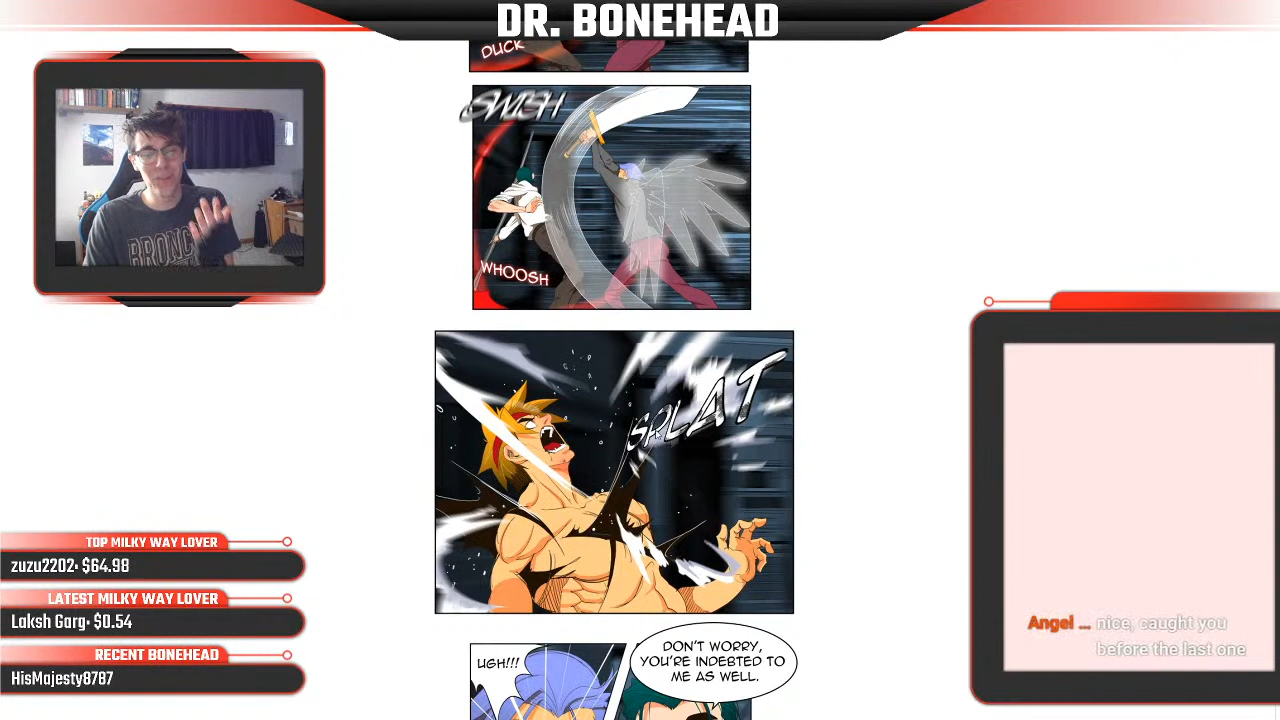 DR. BONEHEAD
DUCK
SWISH
WHOOSH
SPLAT
UGH!!!
DON'T WORRY,
YOU'RE INDEBTED TO
ME AS WELL.
BRONC
TOP MILKY WAY LOVER
zuzu2202· $64.98
LATEST MILKY WAY LOVER
Laksh Garg· $0.54
RECENT BONEHEAD
HisMajesty8787
Angel ... nice, caught you
before the last one